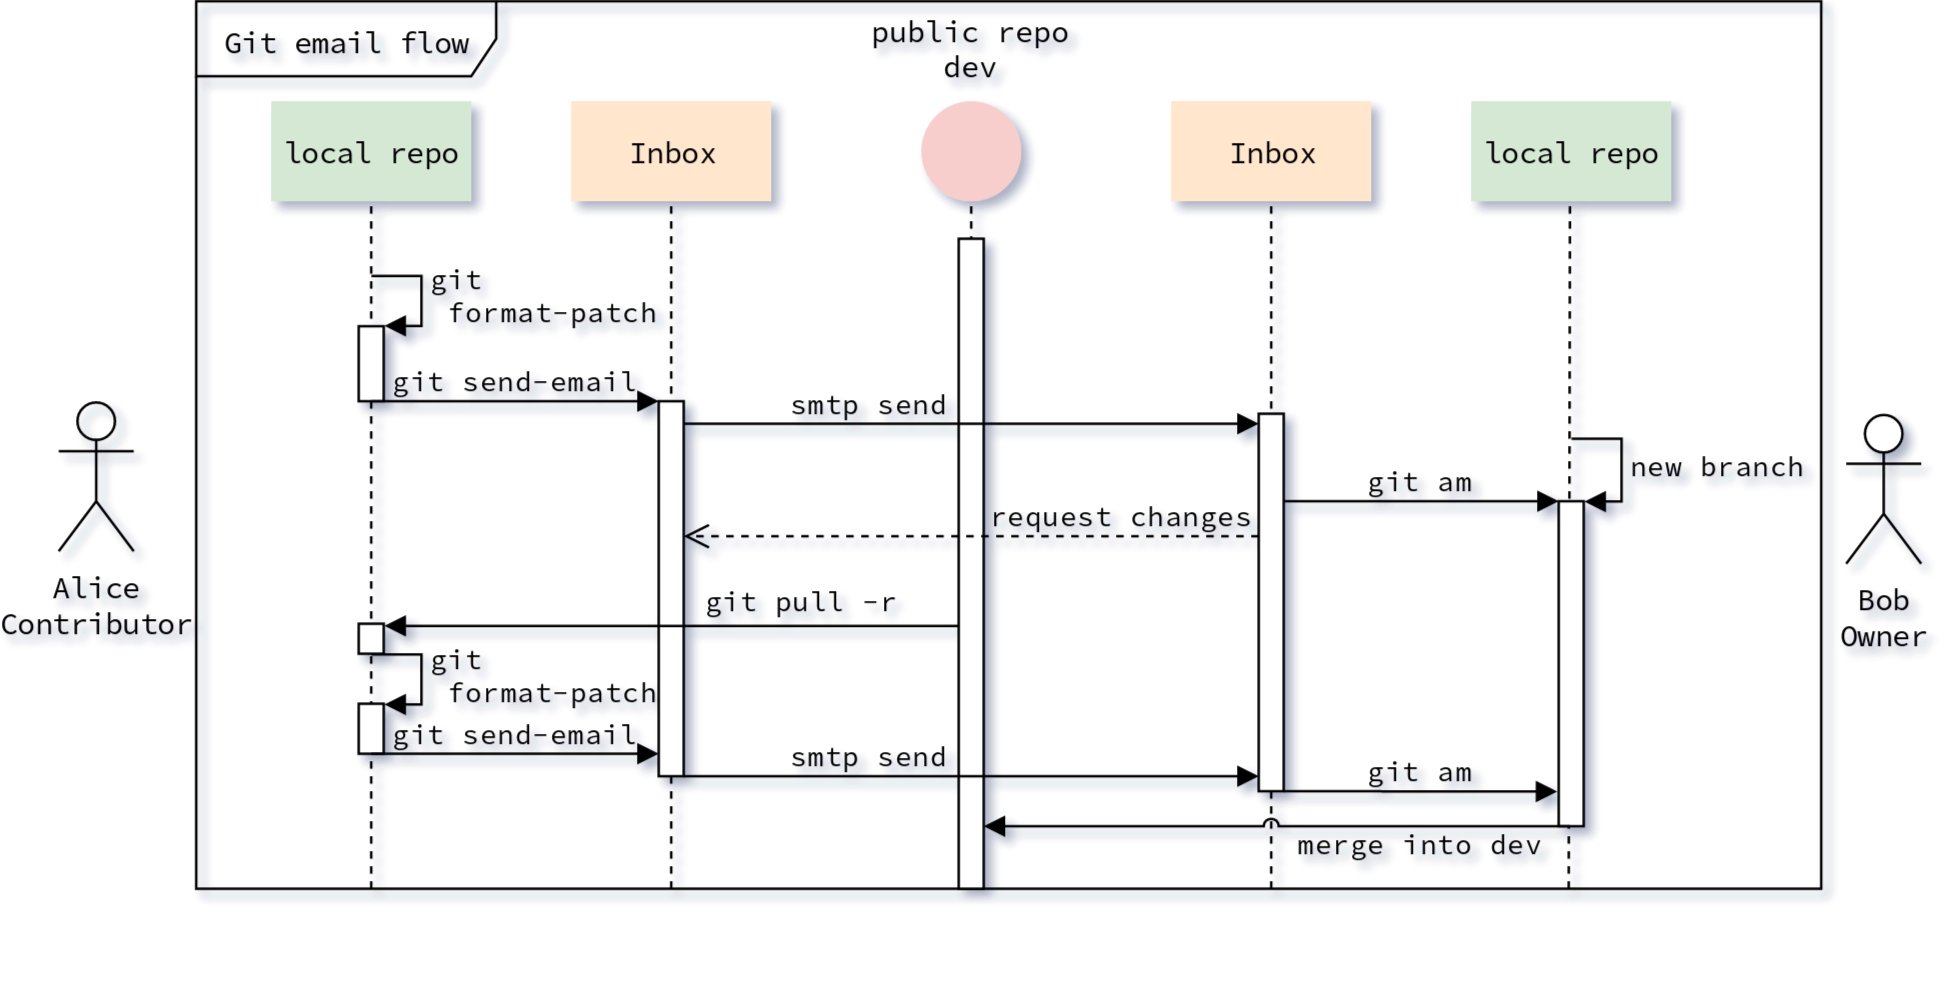 Git email flow
public repo
dev
local repo
Inbox
Inbox
local repo
git
format-patch
git send-email
smtp send
new branch
git am
request changes
Alice
Contributor
git pull -r
Bob
Owner
git
format-patch
git send-email
smtp send
git am
merge into dev